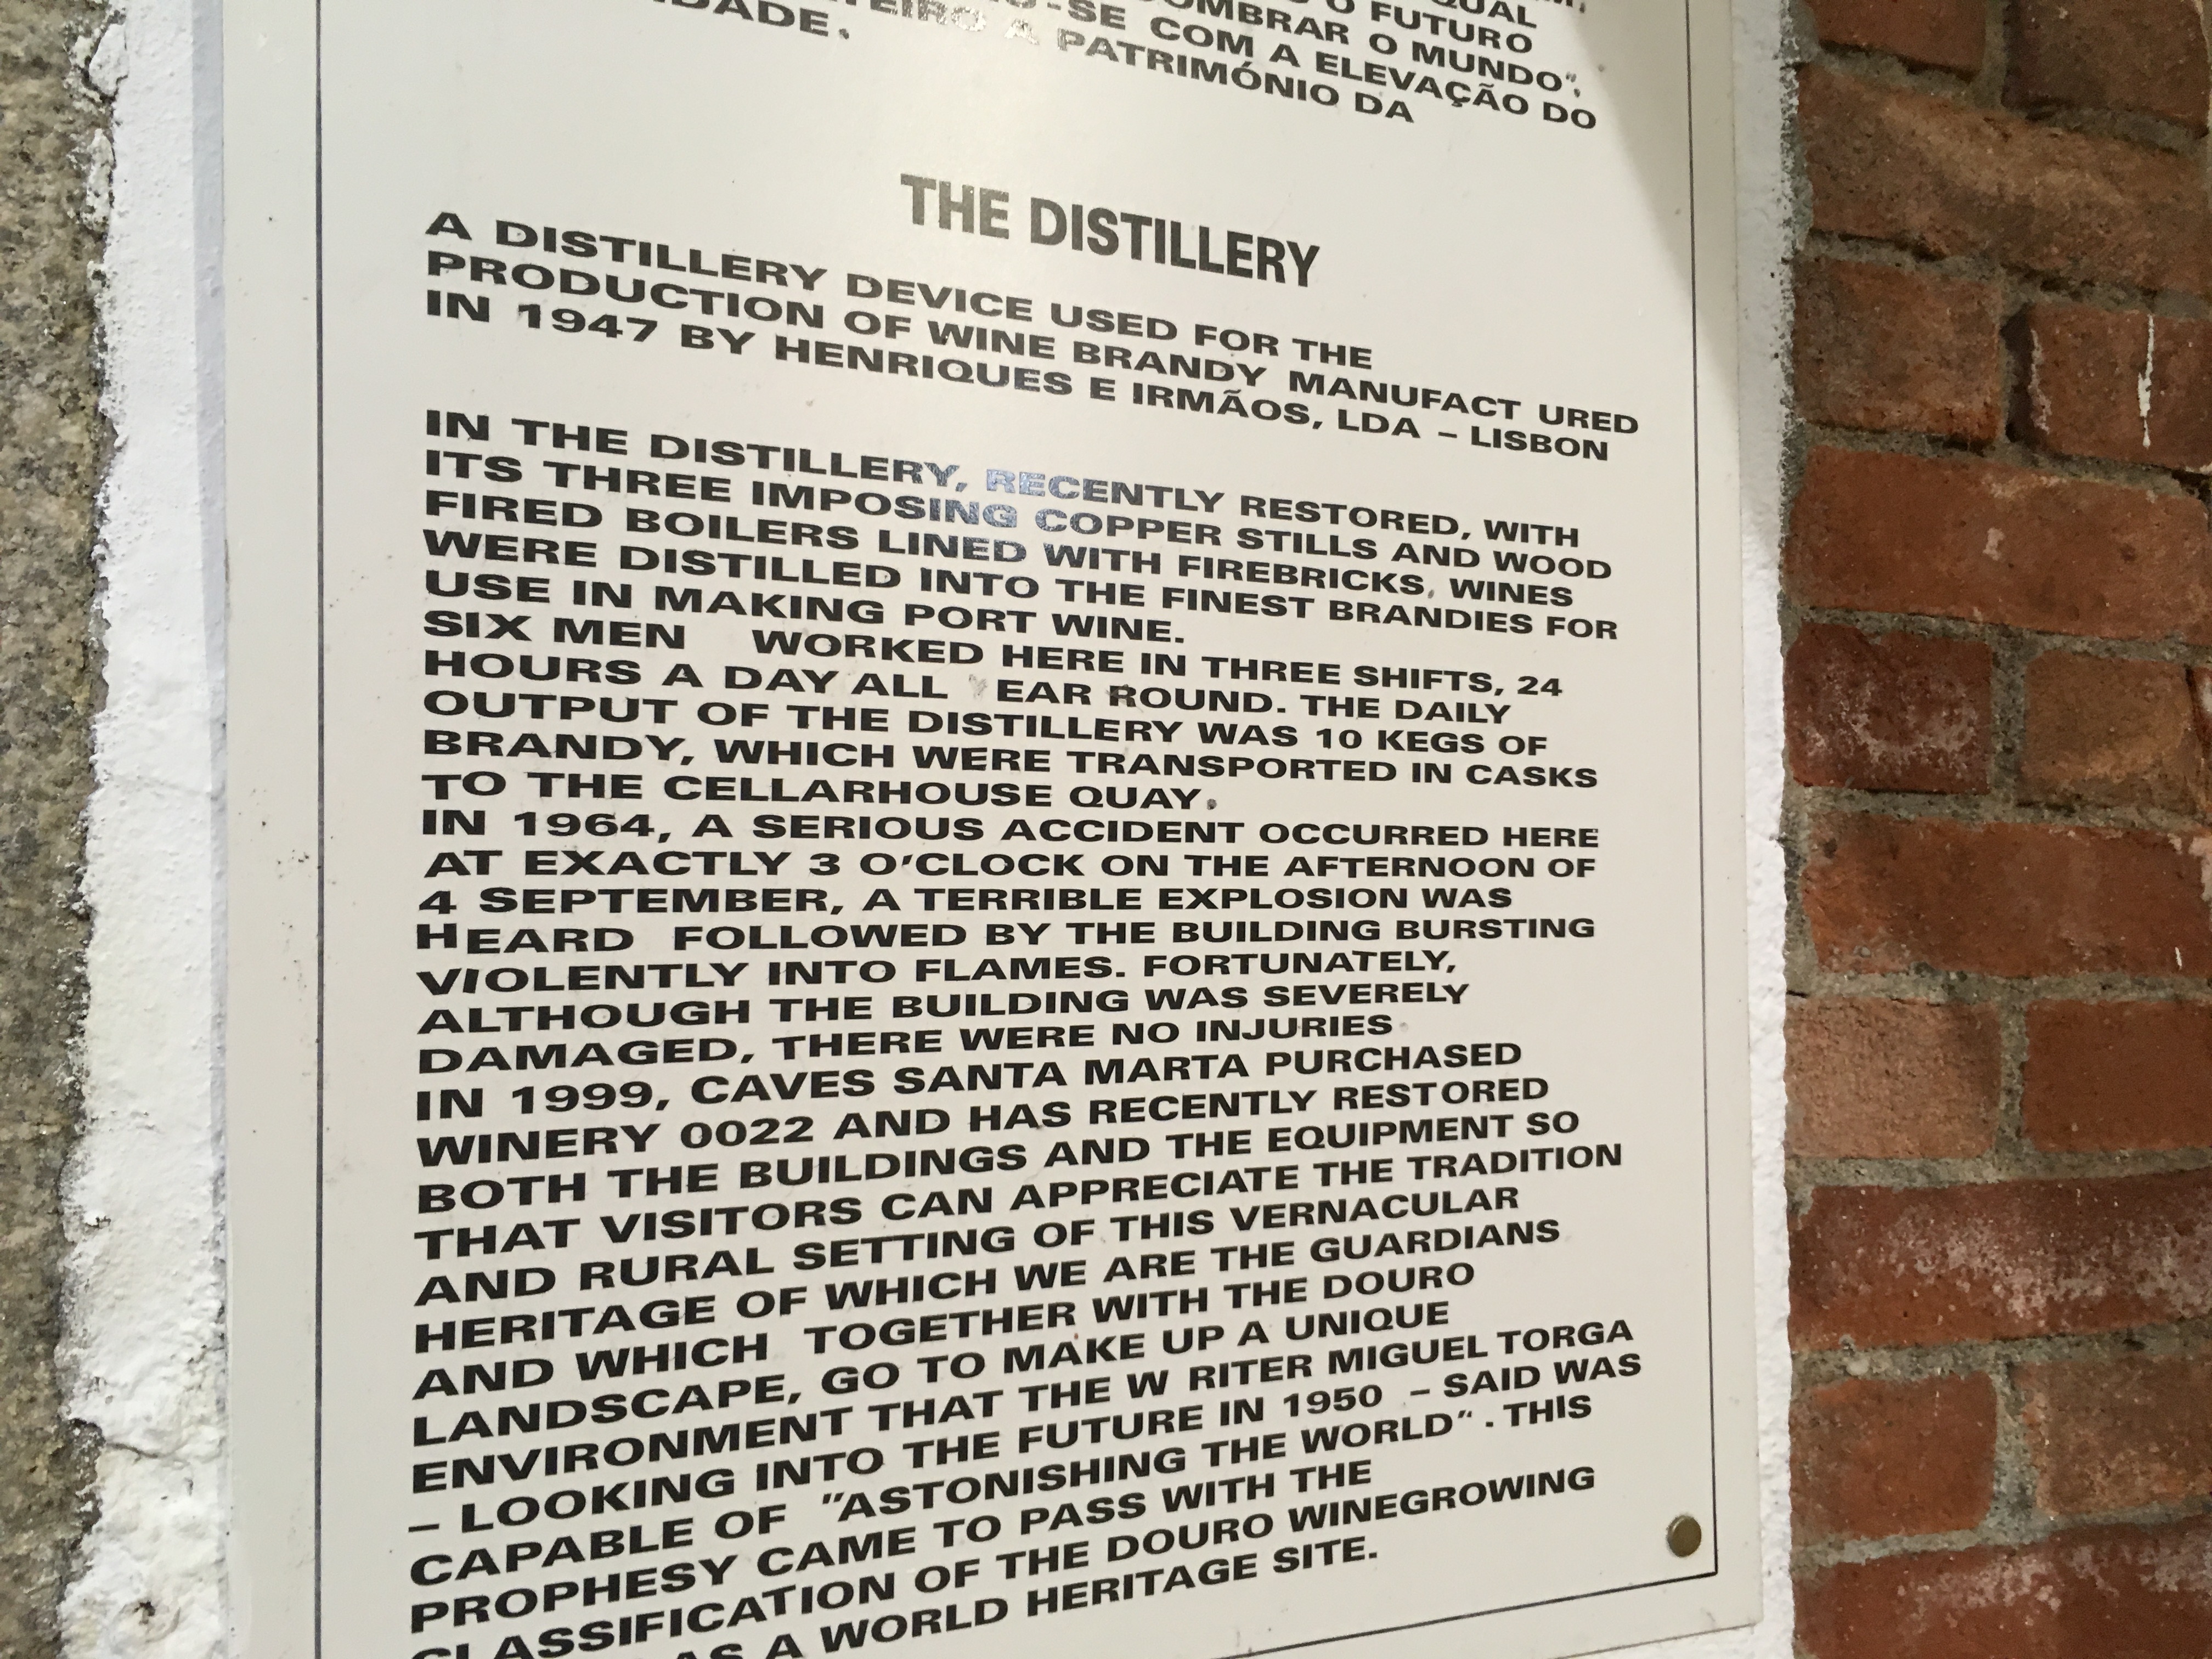 QUAL
O FUTURO
OMBRAR O MUNDO",
-SE COM A ELEVAÇÃO DO
TEIRO A PATRIMÓNIO DA
DADE.
THE DISTILLERY
A DISTILLERY DEVICE USED FOR THE
PRODUCTION OF WINE BRANDY MANUFACT URED
IN 1947 BY HENRIQUES E IRMÃOS, LDA – LISBON
IN THE DISTILLERY, RECENTLY RESTORED, WITH
ITS THREE IMPOSING COPPER STILLS AND WOOD
FIRED BOILERS LINED WITH FIREBRICKS, WINES
WERE DISTILLED INTO THE FINEST BRANDIES FOR
USE IN MAKING PORT WINE.
SIX MEN WORKED HERE IN THREE SHIFTS, 24
HOURS A DAY ALL YEAR ROUND. THE DAILY
OUTPUT OF THE DISTILLERY WAS 10 KEGS OF
BRANDY, WHICH WERE TRANSPORTED IN CASKS
TO THE CELLARHOUSE QUAY.
IN 1964, A SERIOUS ACCIDENT OCCURRED HERE
AT EXACTLY 3 O'CLOCK ON THE AFTERNOON OF
4 SEPTEMBER, A TERRIBLE EXPLOSION WAS
HEARD FOLLOWED BY THE BUILDING BURSTING
VIOLENTLY INTO FLAMES. FORTUNATELY,
ALTHOUGH THE BUILDING WAS SEVERELY
DAMAGED, THERE WERE NO INJURIES
IN 1999, CAVES SANTA MARTA PURCHASED
WINERY 0022 AND HAS RECENTLY RESTORED
BOTH THE BUILDINGS AND THE EQUIPMENT SO
THAT VISITORS CAN APPRECIATE THE TRADITION
AND RURAL SETTING OF THIS VERNACULAR
HERITAGE OF WHICH WE ARE THE GUARDIANS
AND WHICH TOGETHER WITH THE DOURO
LANDSCAPE, GO TO MAKE UP A UNIQUE
ENVIRONMENT THAT THE W RITER MIGUEL TORGA
– LOOKING INTO THE FUTURE IN 1950 – SAID WAS
CAPABLE OF "ASTONISHING THE WORLD" . THIS
PROPHESY CAME TO PASS WITH THE
CLASSIFICATION OF THE DOURO WINEGROWING
AS A WORLD HERITAGE SITE.